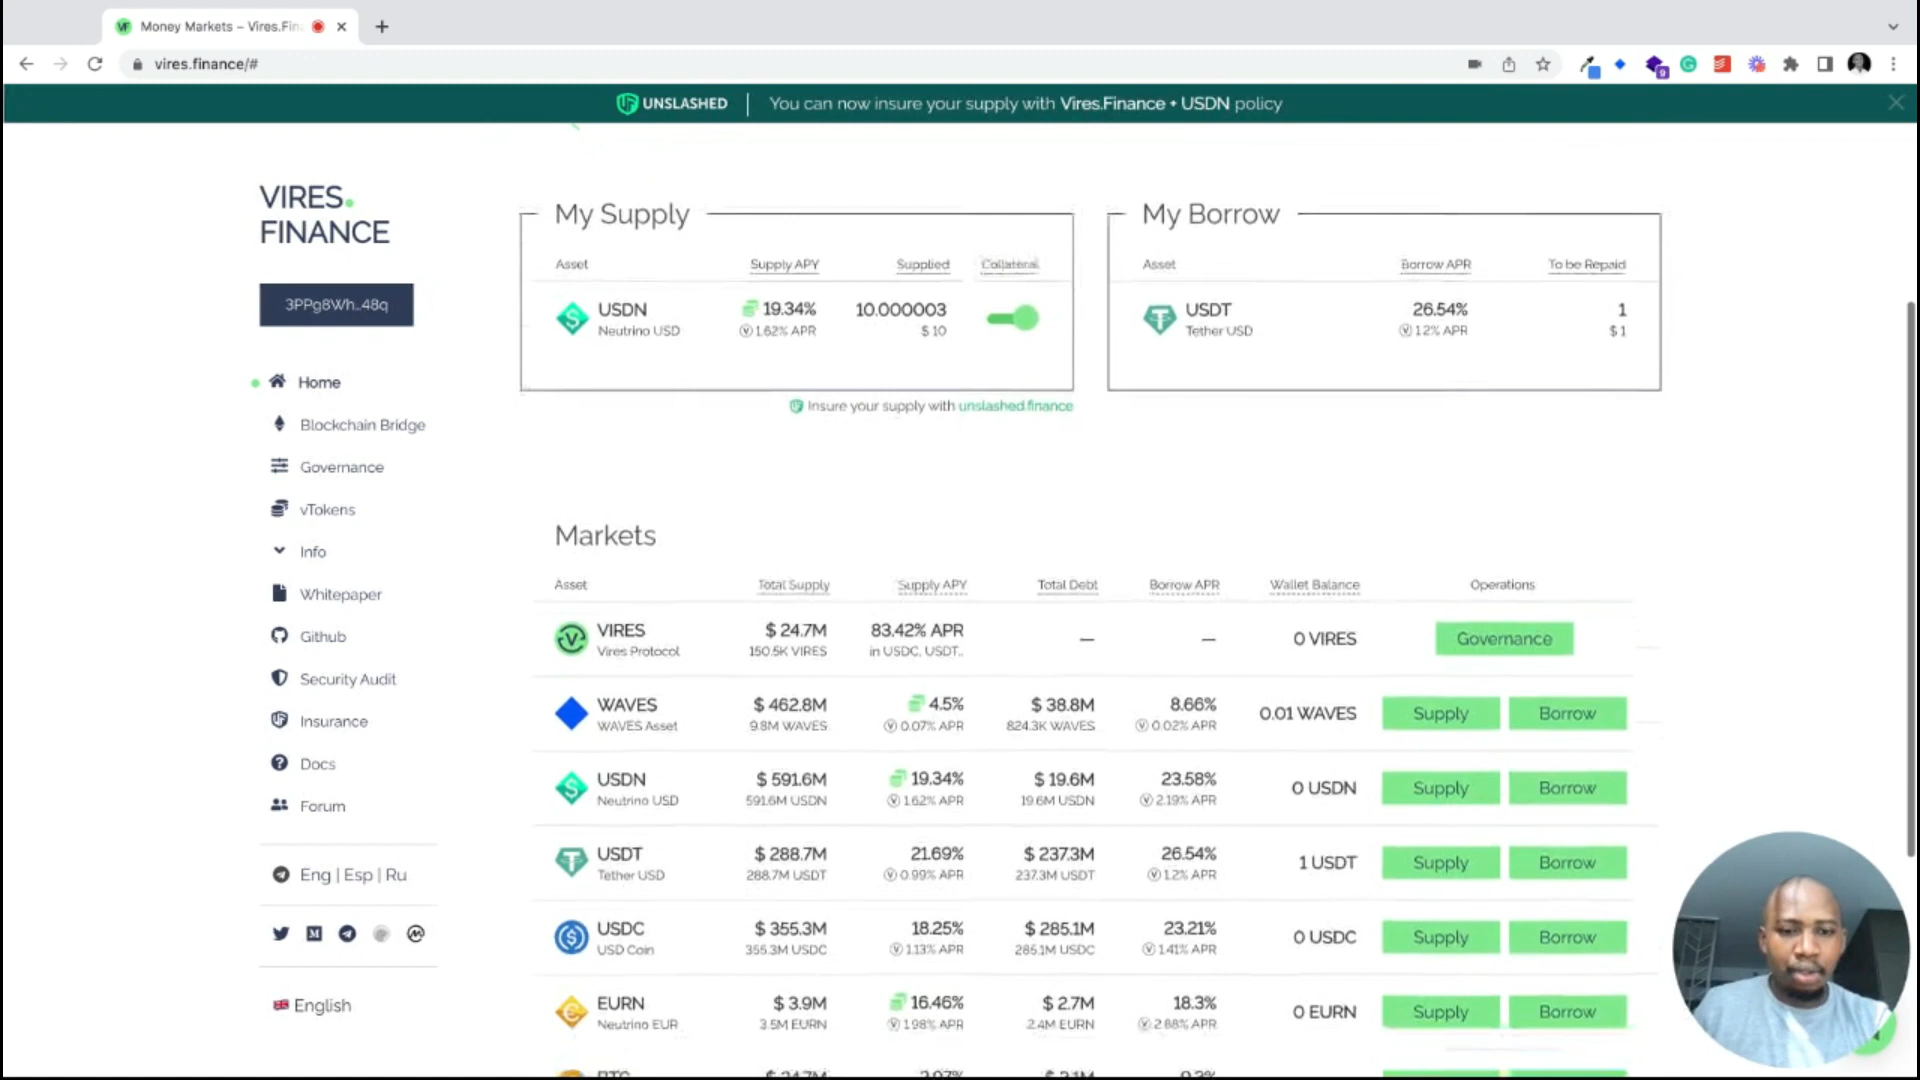 Money Markets – Vires.Fin
vires.finance/#
9
UNSLASHED
You can now insure your supply with Vires.Finance + USDN policy
VIRES.
FINANCE
3PPg8Wh..48q
Home
Blockchain Bridge
Governance
vTokens
Info
Whitepaper
Github
Security Audit
Insurance
Docs
Forum
Eng | Esp | Ru
English
My Supply
Asset Supply APY Supplied Collateral
USDN 19.34% 10.000003
Neutrino USD 1.62% APR $ 10
Insure your supply with unslashed.finance
My Borrow
Asset Borrow APR To be Repaid
USDT 26.54% 1
Tether USD 1.2% APR $ 1
Markets
Asset Total Supply Supply APY Total Debt Borrow APR Wallet Balance Operations
VIRES $ 24.7M 83.42% APR — — 0 VIRES Governance
Vires Protocol 150.5K VIRES in USDC, USDT..
WAVES $ 462.8M 4.5% $ 38.8M 8.66% 0.01 WAVES Supply Borrow
WAVES Asset 9.8M WAVES 0.07% APR 824.3K WAVES 0.02% APR
USDN $ 591.6M 19.34% $ 19.6M 23.58% 0 USDN Supply Borrow
Neutrino USD 591.6M USDN 1.62% APR 19.6M USDN 2.19% APR
USDT $ 288.7M 21.69% $ 237.3M 26.54% 1 USDT Supply Borrow
Tether USD 288.7M USDT 0.99% APR 237.3M USDT 1.2% APR
USDC $ 355.3M 18.25% $ 285.1M 23.21% 0 USDC Supply Borrow
USD Coin 355.3M USDC 1.13% APR 285.1M USDC 1.41% APR
EURN $ 3.9M 16.46% $ 2.7M 18.3% 0 EURN Supply Borrow
Neutrino EUR 3.5M EURN 1.98% APR 2.4M EURN 2.88% APR